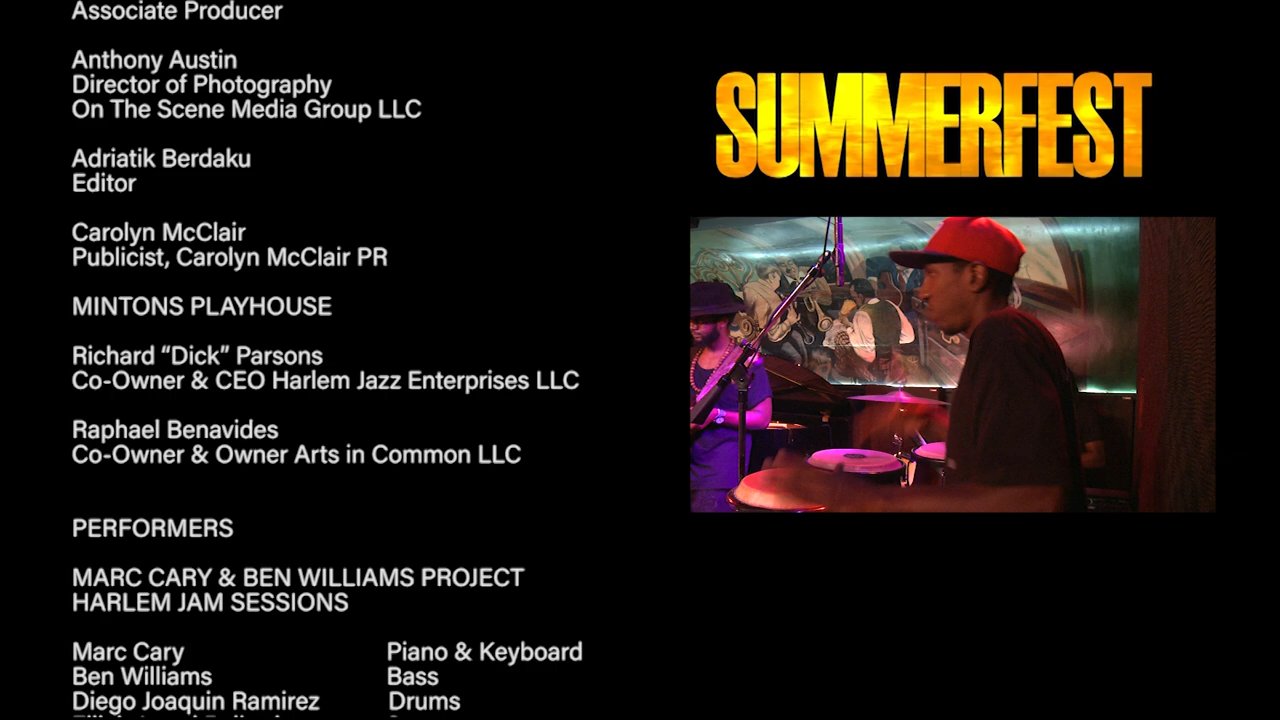 Associate Producer
Anthony Austin
Director of Photography
On The Scene Media Group LLC
Adriatik Berdaku
Editor
Carolyn McClair
Publicist, Carolyn McClair PR
MINTONS PLAYHOUSE
Richard “Dick” Parsons
Co-Owner & CEO Harlem Jazz Enterprises LLC
Raphael Benavides
Co-Owner & Owner Arts in Common LLC
PERFORMERS
MARC CARY & BEN WILLIAMS PROJECT
HARLEM JAM SESSIONS
Marc Cary Piano & Keyboard
Ben Williams Bass
Diego Joaquin Ramirez Drums
SUMMERFEST